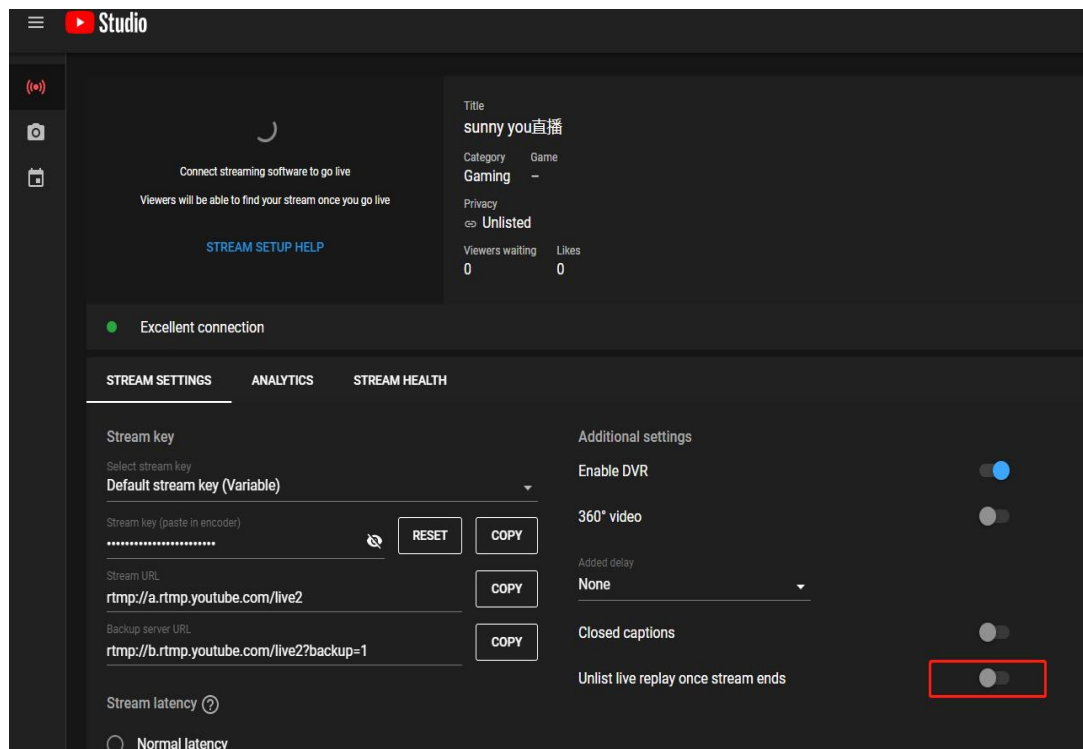 Studio
Connect streaming software to go live
Viewers will be able to find your stream once you go live
STREAM SETUP HELP
Title
sunny you直播
Category Game
Gaming –
Privacy
Unlisted
Viewers waiting Likes
0 0
Excellent connection
STREAM SETTINGS ANALYTICS STREAM HEALTH
Stream key
Select stream key
Default stream key (Variable)
Stream key (paste in encoder)
•••••••••••••••••••••••• RESET COPY
Stream URL
rtmp://a.rtmp.youtube.com/live2 COPY
Backup server URL
rtmp://b.rtmp.youtube.com/live2?backup=1 COPY
Stream latency ?
Normal latency
Additional settings
Enable DVR
360° video
Added delay
None
Closed captions
Unlist live replay once stream ends